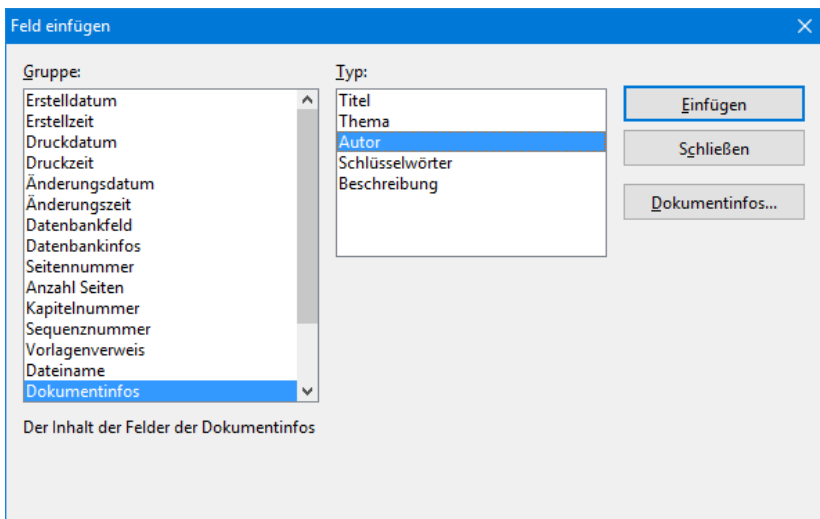 Feld einfügen
Gruppe:
Erstelldatum
Erstellzeit
Druckdatum
Druckzeit
Änderungsdatum
Änderungszeit
Datenbankfeld
Datenbankinfos
Seitennummer
Anzahl Seiten
Kapitelnummer
Sequenznummer
Vorlagenverweis
Dateiname
Dokumentinfos
Der Inhalt der Felder der Dokumentinfos
Typ:
Titel
Thema
Autor
Schlüsselwörter
Beschreibung
Einfügen
Schließen
Dokumentinfos...